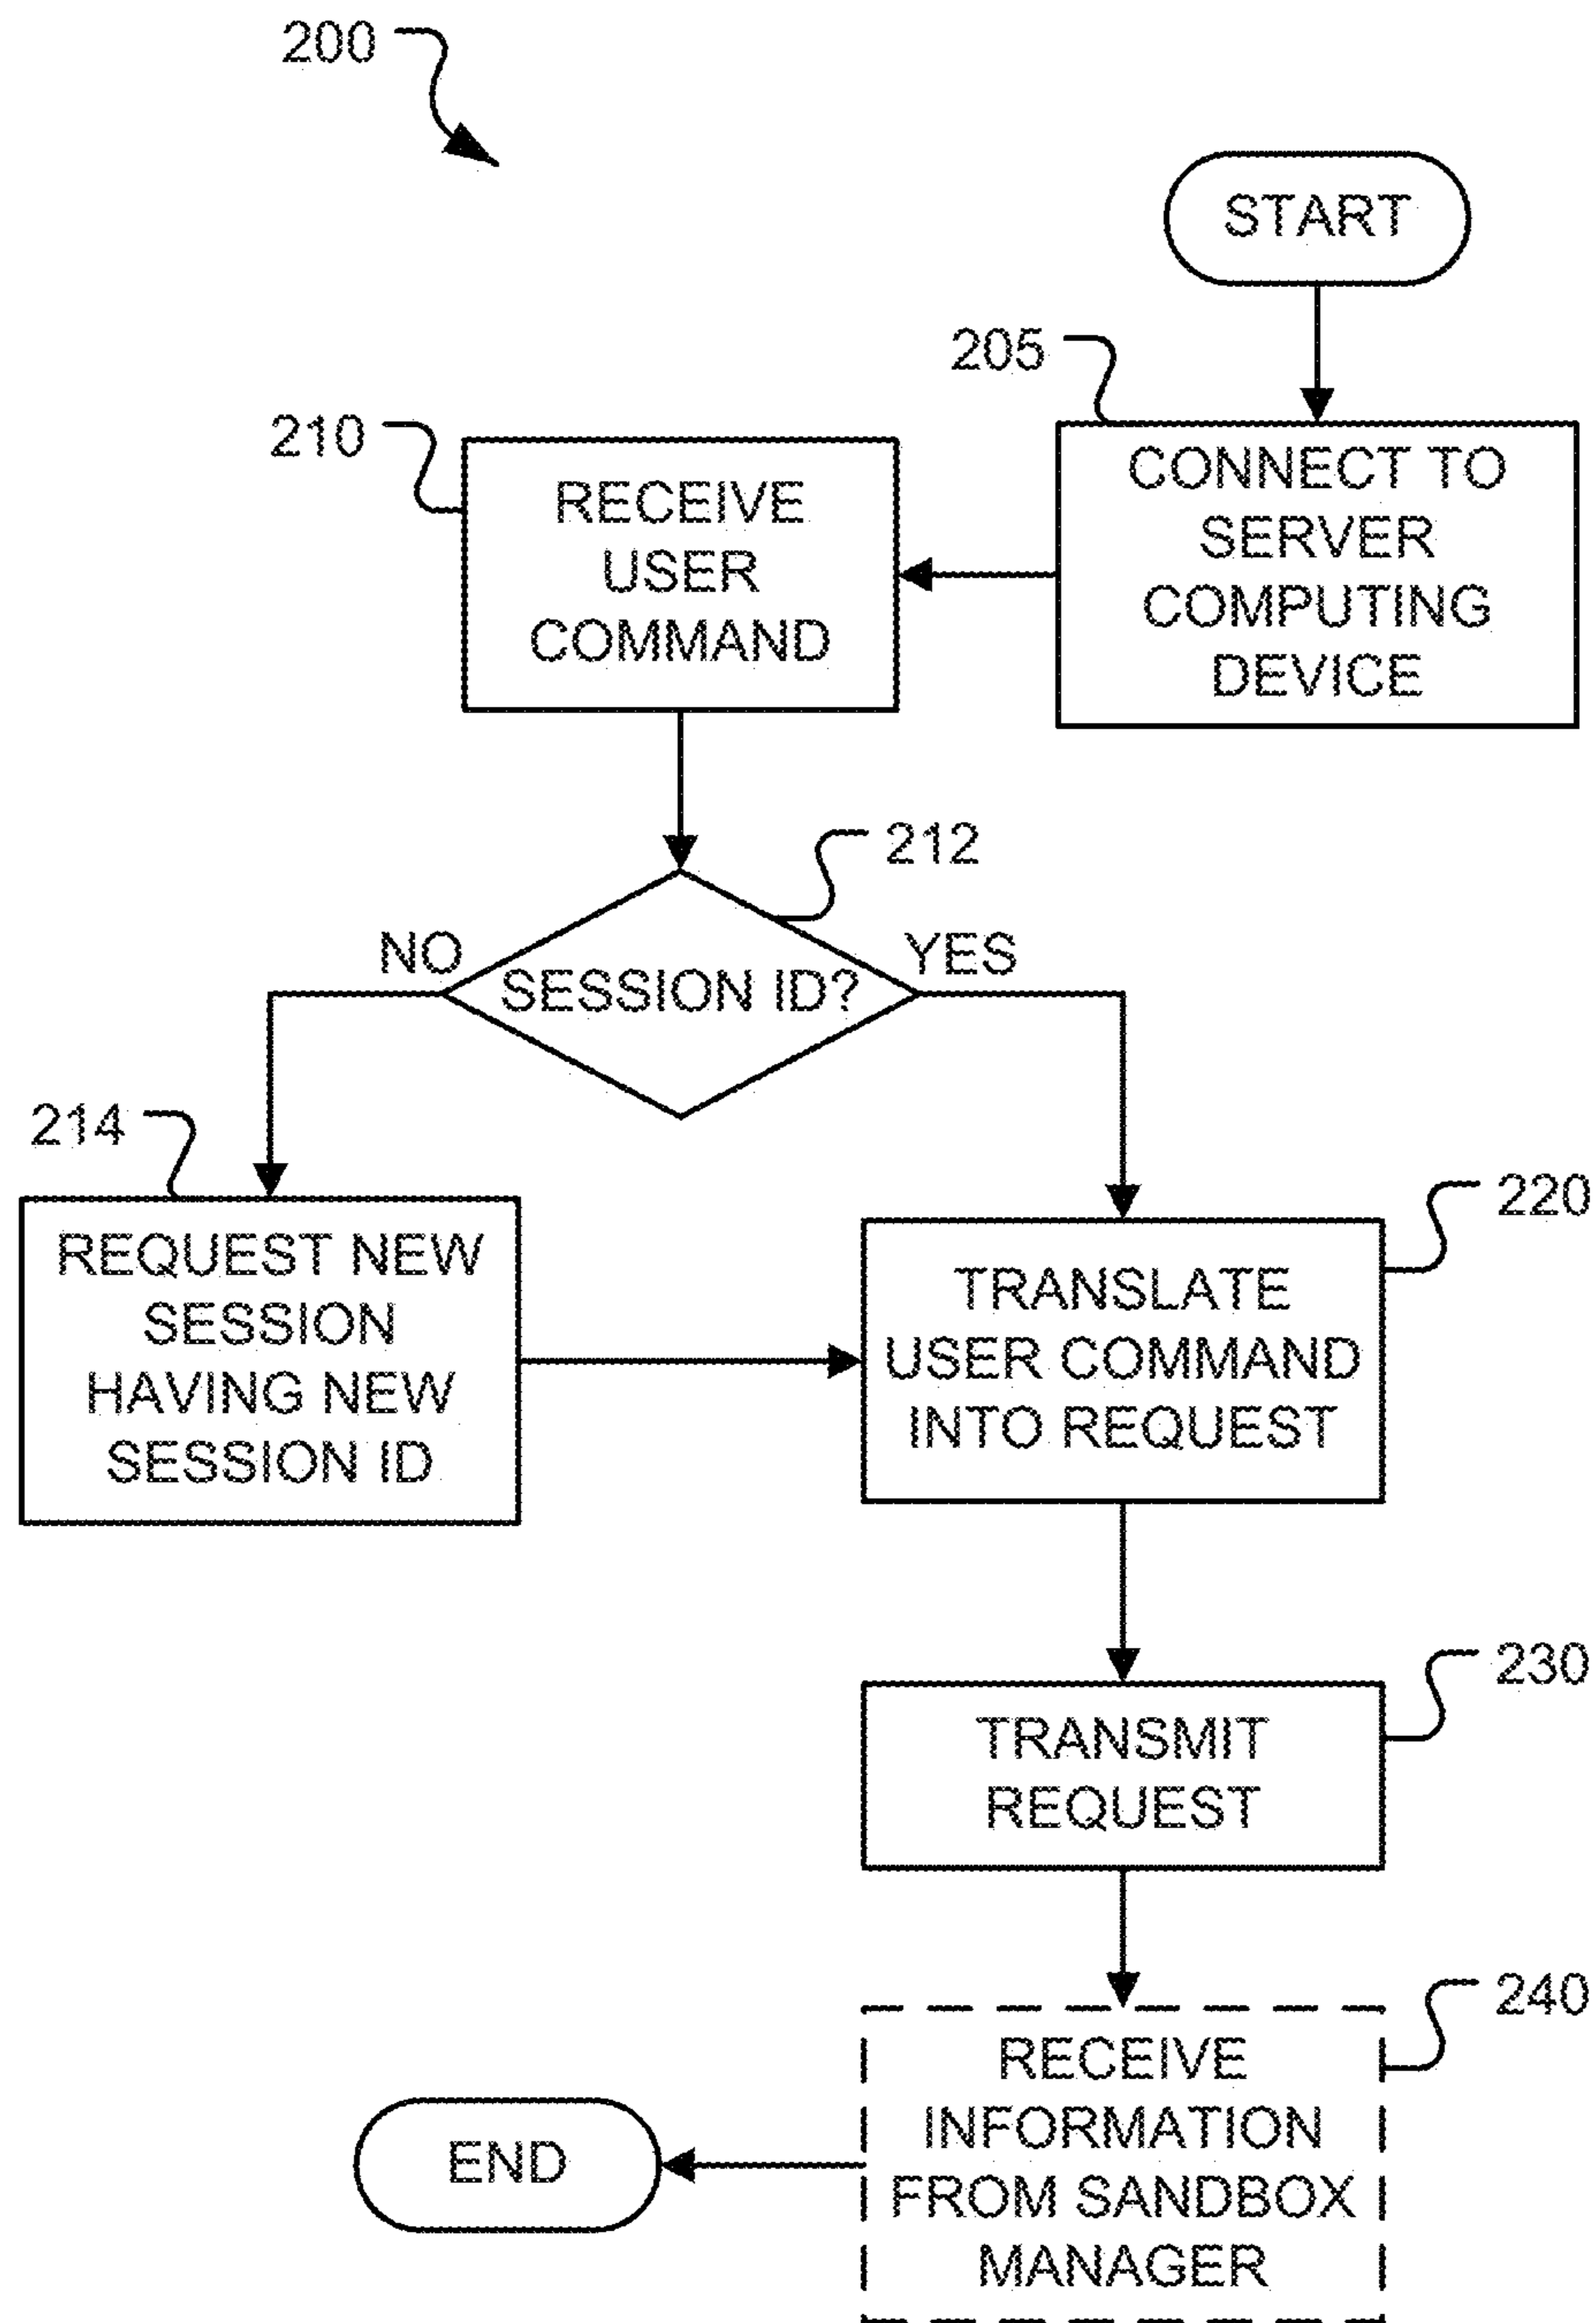 200
START
205
CONNECT TO
SERVER
COMPUTING
DEVICE
210
RECEIVE
USER
COMMAND
212
NO
SESSION ID?
YES
214
REQUEST NEW
SESSION
HAVING NEW
SESSION ID
220
TRANSLATE
USER COMMAND
INTO REQUEST
230
TRANSMIT
REQUEST
240
RECEIVE
INFORMATION
FROM SANDBOX
MANAGER
END